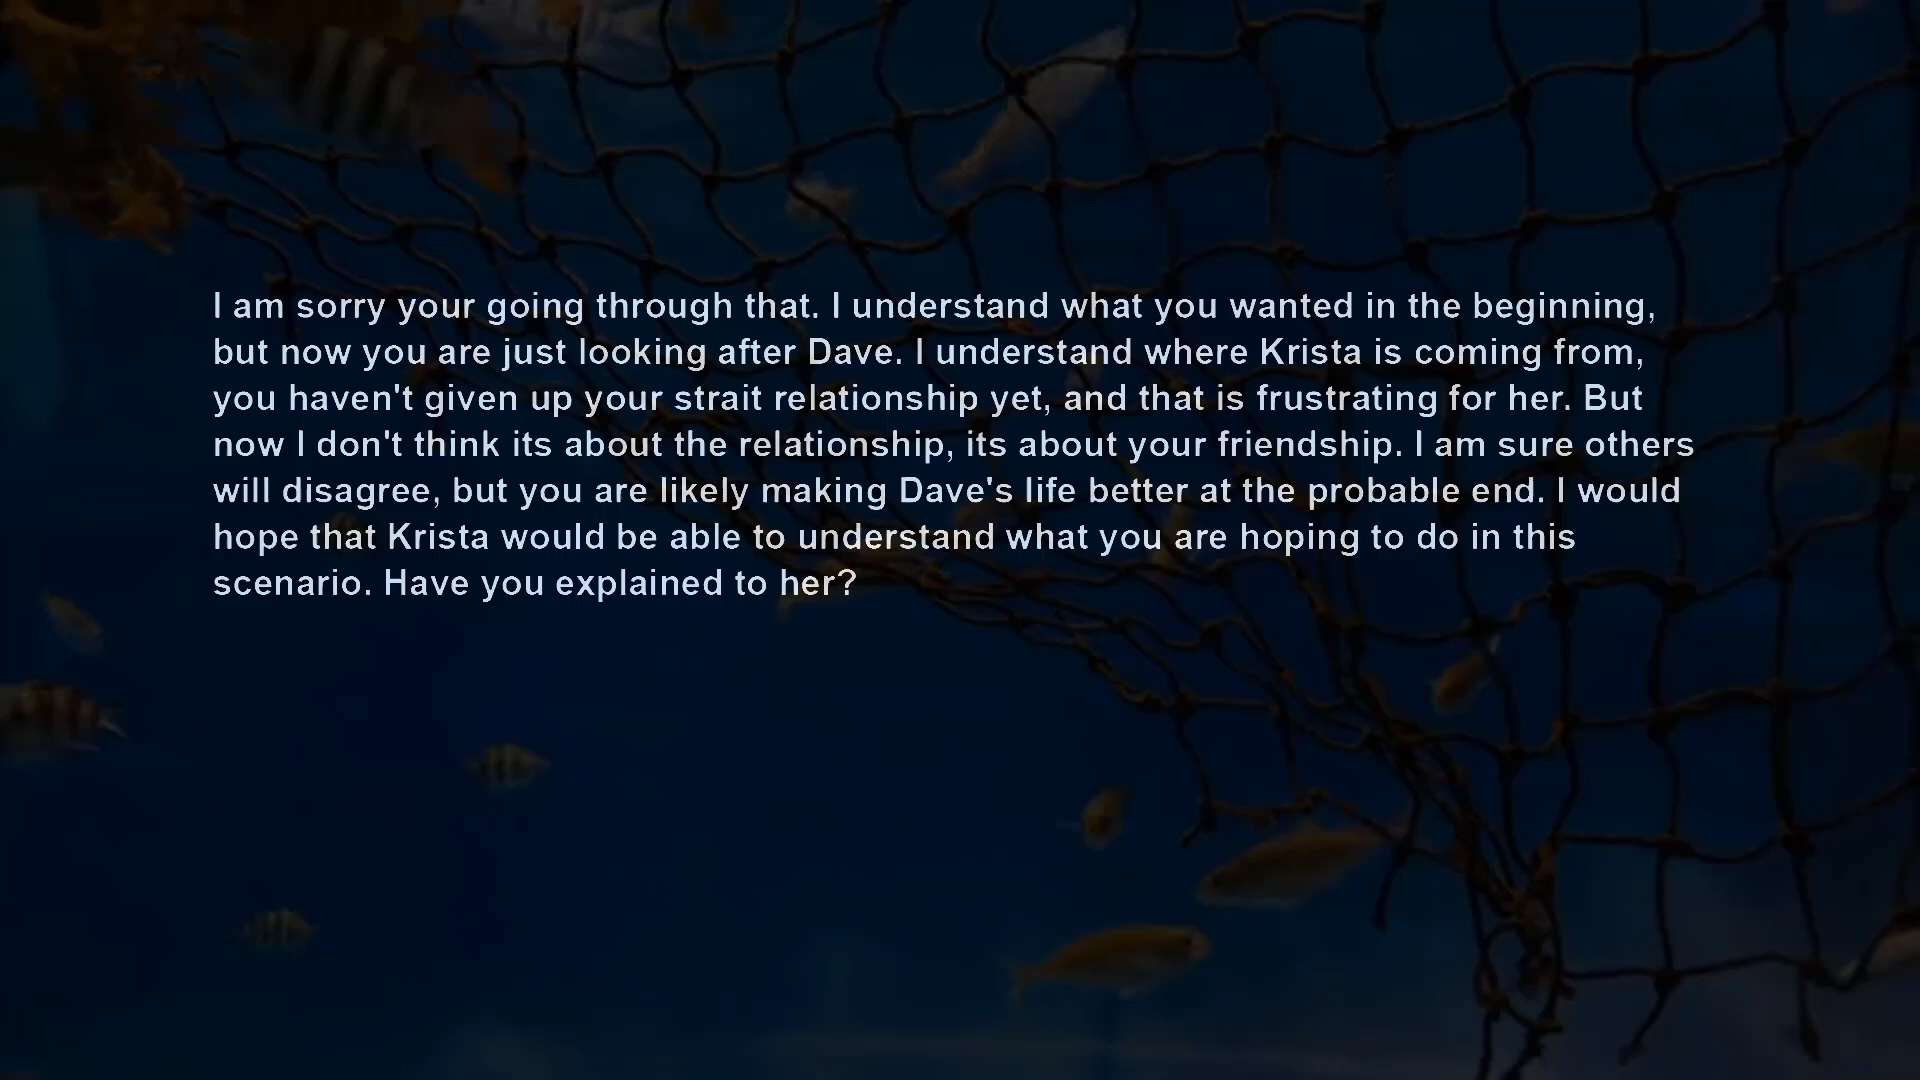 I am sorry your going through that. I understand what you wanted in the beginning,
but now you are just looking after Dave. I understand where Krista is coming from,
you haven't given up your strait relationship yet, and that is frustrating for her. But
now I don't think its about the relationship, its about your friendship. I am sure others
will disagree, but you are likely making Dave's life better at the probable end. I would
hope that Krista would be able to understand what you are hoping to do in this
scenario. Have you explained to her?